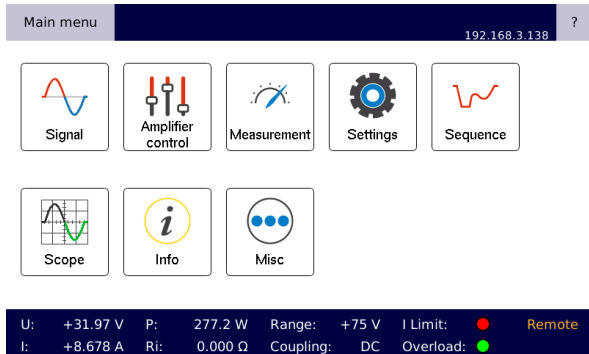 Main menu
192.168.3.138
?
Signal
Amplifier
control
Measurement
Settings
Sequence
Scope
i
Info
Misc
U: +31.97 V P: 277.2 W Range: +75 V I Limit: Remote
I: +8.678 A Ri: 0.000 Ω Coupling: DC Overload: